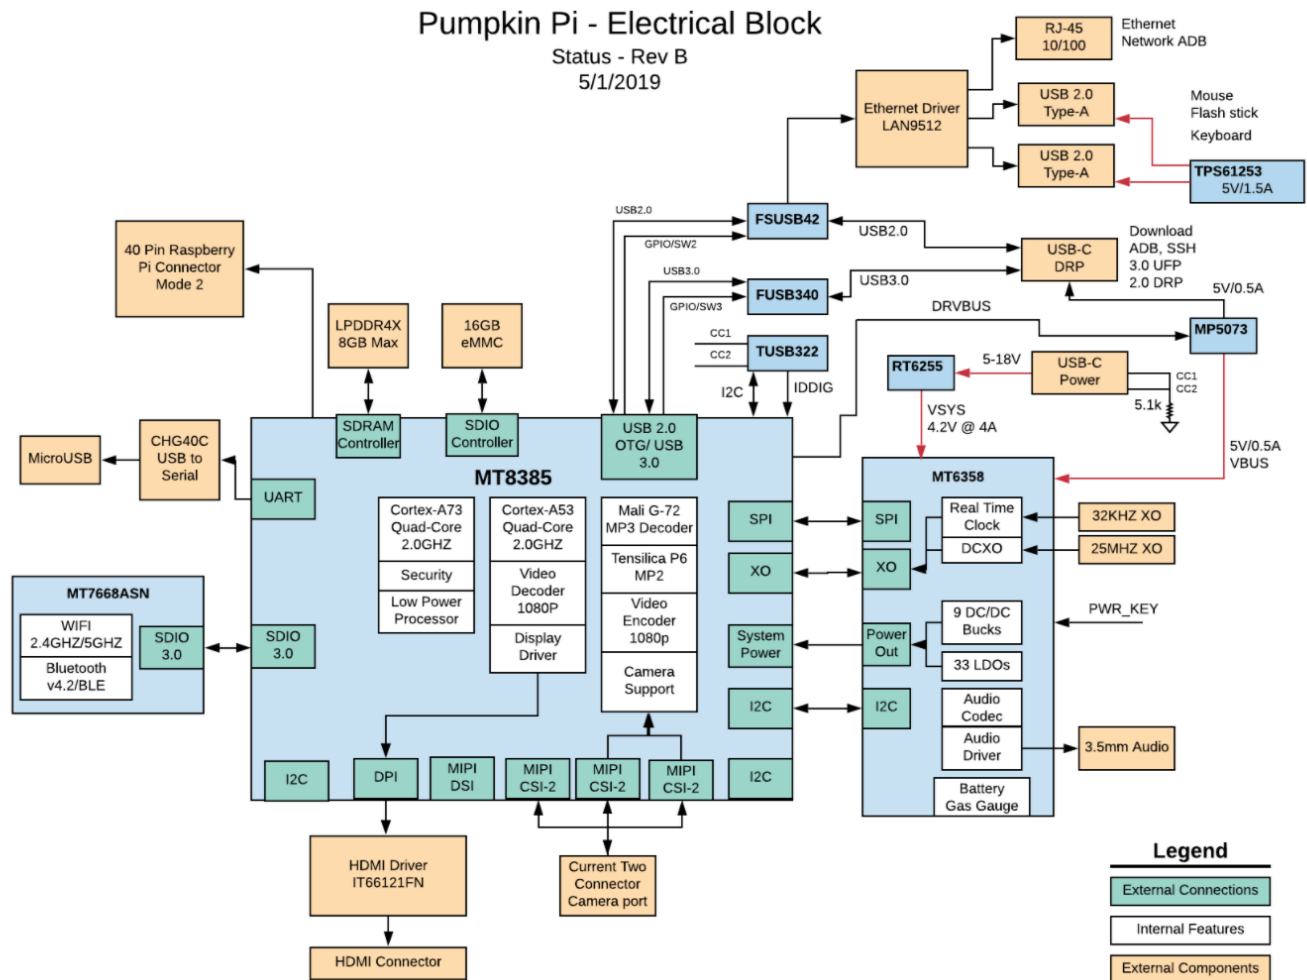 Pumpkin Pi - Electrical Block
Status - Rev B
5/1/2019
RJ-45
10/100
Ethernet
Network ADB
Ethernet Driver
LAN9512
USB 2.0
Type-A
Mouse
Flash stick
Keyboard
USB 2.0
Type-A
TPS61253
5V/1.5A
40 Pin Raspberry
Pi Connector
Mode 2
USB2.0
FSUSB42
GPIO/SW2
USB2.0
USB-C
DRP
Download
ADB, SSH
3.0 UFP
2.0 DRP
USB3.0
FUSB340
GPIO/SW3
USB3.0
5V/0.5A
DRVBUS
MP5073
LPDDR4X
8GB Max
16GB
eMMC
CC1
CC2
TUSB322
I2C
IDDIG
RT6255
5-18V
USB-C
Power
CC1
CC2
5.1k
VSYS
4.2V @ 4A
5V/0.5A
VBUS
MicroUSB
CHG40C
USB to
Serial
SDRAM
Controller
SDIO
Controller
USB 2.0
OTG/ USB
3.0
MT8385
UART
Cortex-A73
Quad-Core
2.0GHZ
Security
Low Power
Processor
Cortex-A53
Quad-Core
2.0GHZ
Video
Decoder
1080P
Display
Driver
Mali G-72
MP3 Decoder
Tensilica P6
MP2
Video
Encoder
1080p
Camera
Support
SPI
XO
System
Power
I2C
MT6358
SPI
XO
Power
Out
I2C
Real Time
Clock
DCXO
32KHZ XO
25MHZ XO
9 DC/DC
Bucks
33 LDOs
PWR_KEY
Audio
Codec
Audio
Driver
3.5mm Audio
Battery
Gas Gauge
MT7668ASN
WIFI
2.4GHZ/5GHZ
Bluetooth
v4.2/BLE
SDIO
3.0
SDIO
3.0
I2C
DPI
MIPI
DSI
MIPI
CSI-2
MIPI
CSI-2
MIPI
CSI-2
I2C
HDMI Driver
IT66121FN
Current Two
Connector
Camera port
HDMI Connector
Legend
External Connections
Internal Features
External Components